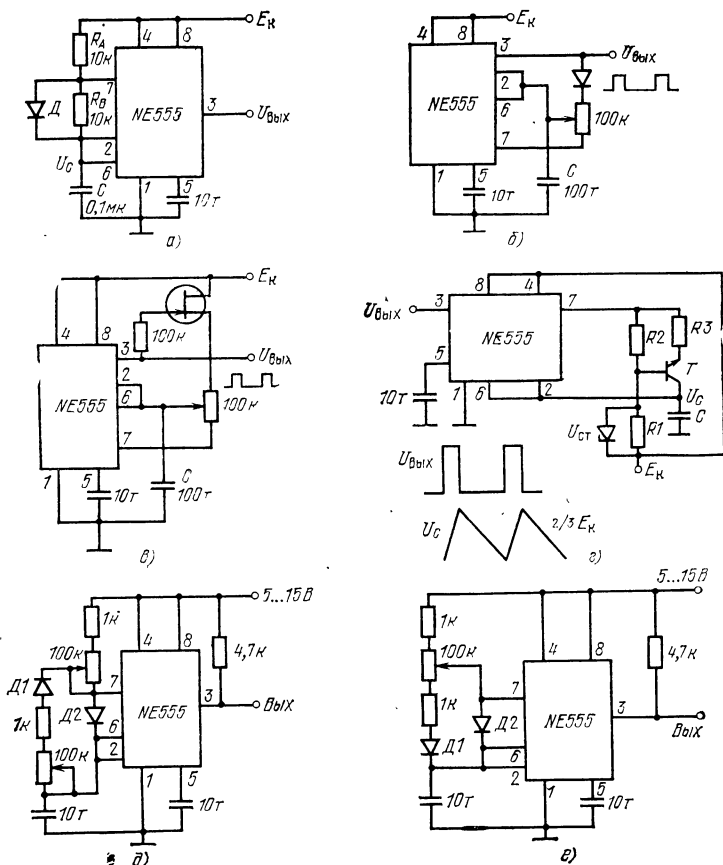 Eк
4
8
RА
10к
7
Д
RВ
10к
NE555
3
Uвых
2
Uс
6
C
0,1мк
1
5
10т
а)
Eк
4
8
3
Uвых
2
NE555
6
100к
7
1
5
C
10т
100т
б)
Eк
4
8
100к
3
Uвых
2
6
NE555
100к
7
1
5
C
10т
100т
в)
8
4
Uвых
3
7
R2
R3
NE555
5
T
10т
Uс
1
6
2
C
R1
Uст
Uвых
Eк
Uс
2/3 Eк
г)
5...15В
1к
4
8
100к
4,7к
Д1
7
1к
Д2
NE555
3
Вых
6
100к
2
1
5
10т
10т
д)
5...15В
1к
100к
4
8
4,7к
1к
7
NE555
3
Д2
Вых
Д1
6
2
1
5
10т
10т
е)